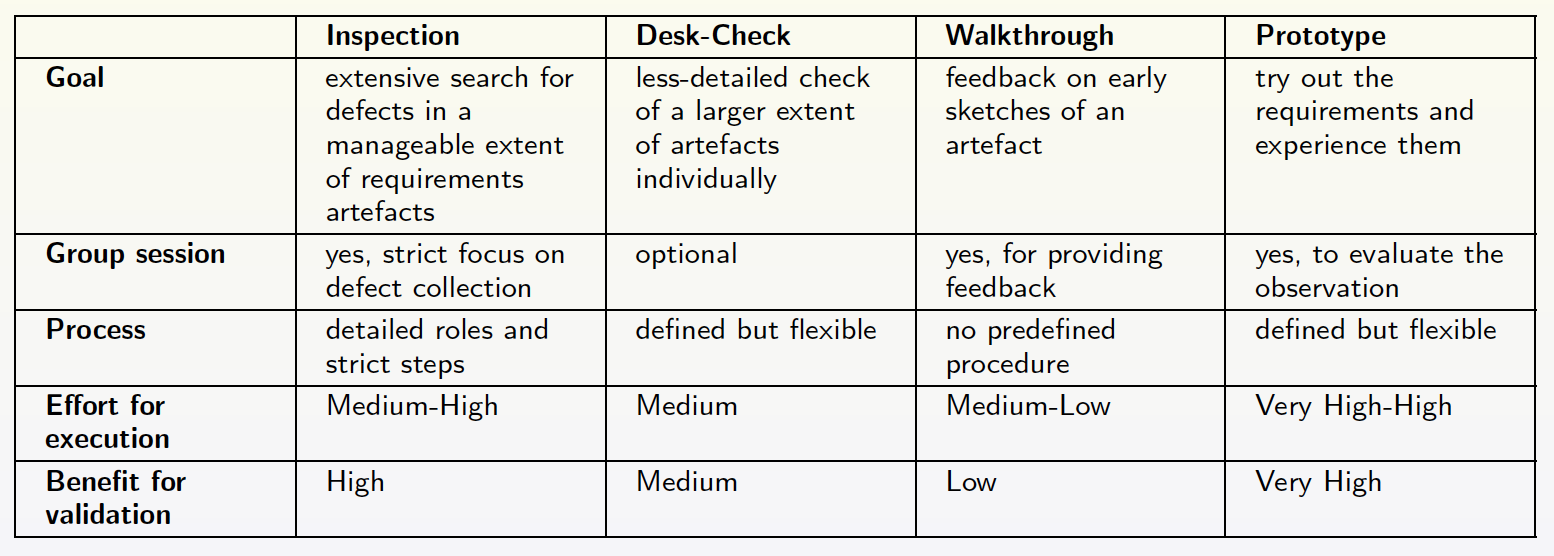 Inspection Desk-Check Walkthrough Prototype
Goal
extensive search for
defects in a
manageable extent
of requirements
artefacts
less-detailed check
of a larger extent
of artefacts
individually
feedback on early
sketches of an
artefact
try out the
requirements and
experience them
Group session
yes, strict focus on
defect collection
optional
yes, for providing
feedback
yes, to evaluate the
observation
Process
detailed roles and
strict steps
defined but flexible
no predefined
procedure
defined but flexible
Effort for
execution
Medium-High
Medium
Medium-Low
Very High-High
Benefit for
validation
High
Medium
Low
Very High